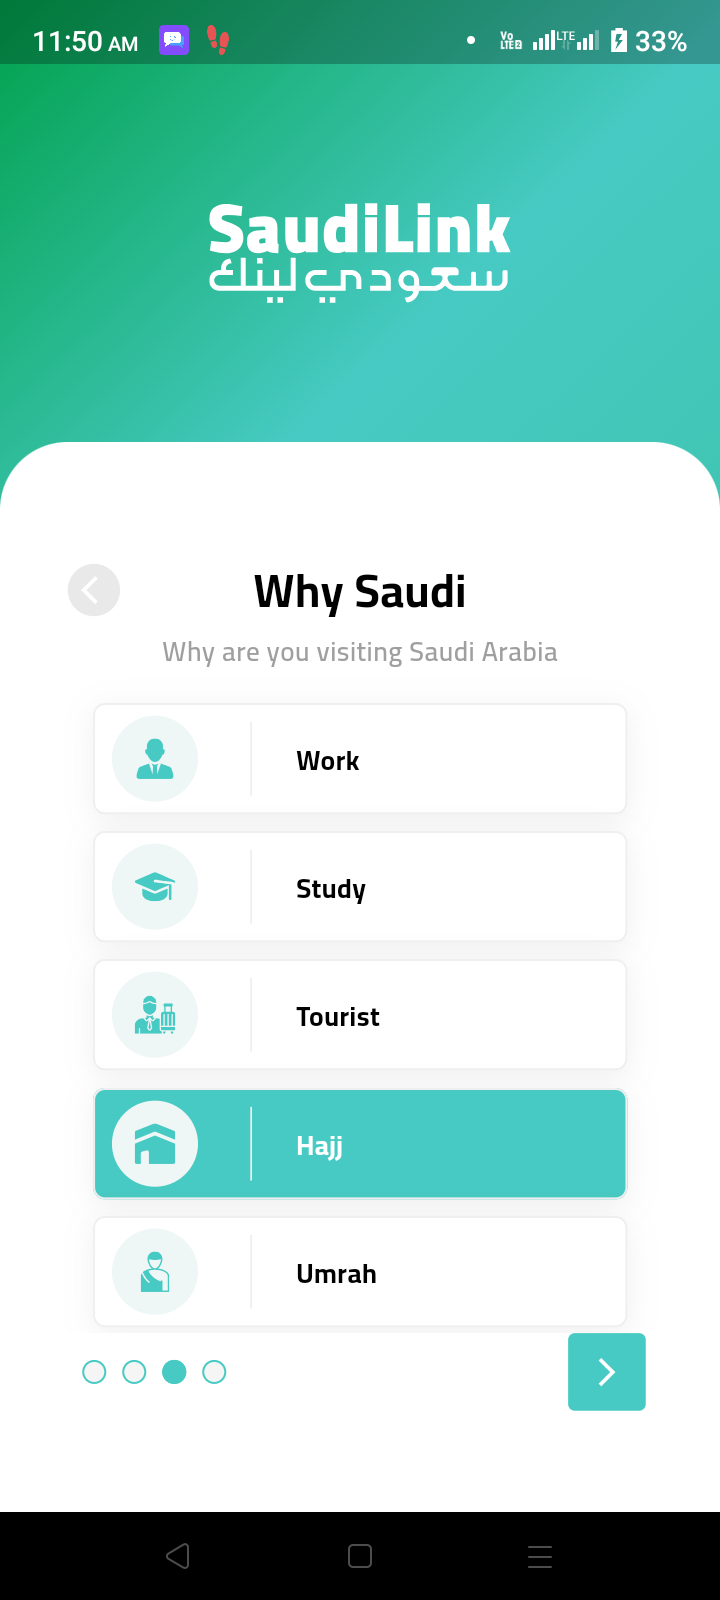 11:50 AM
Vo LTE 2 LTE 33%
SaudiLink
سعودي لينك
Why Saudi
Why are you visiting Saudi Arabia
Work
Study
Tourist
Hajj
Umrah